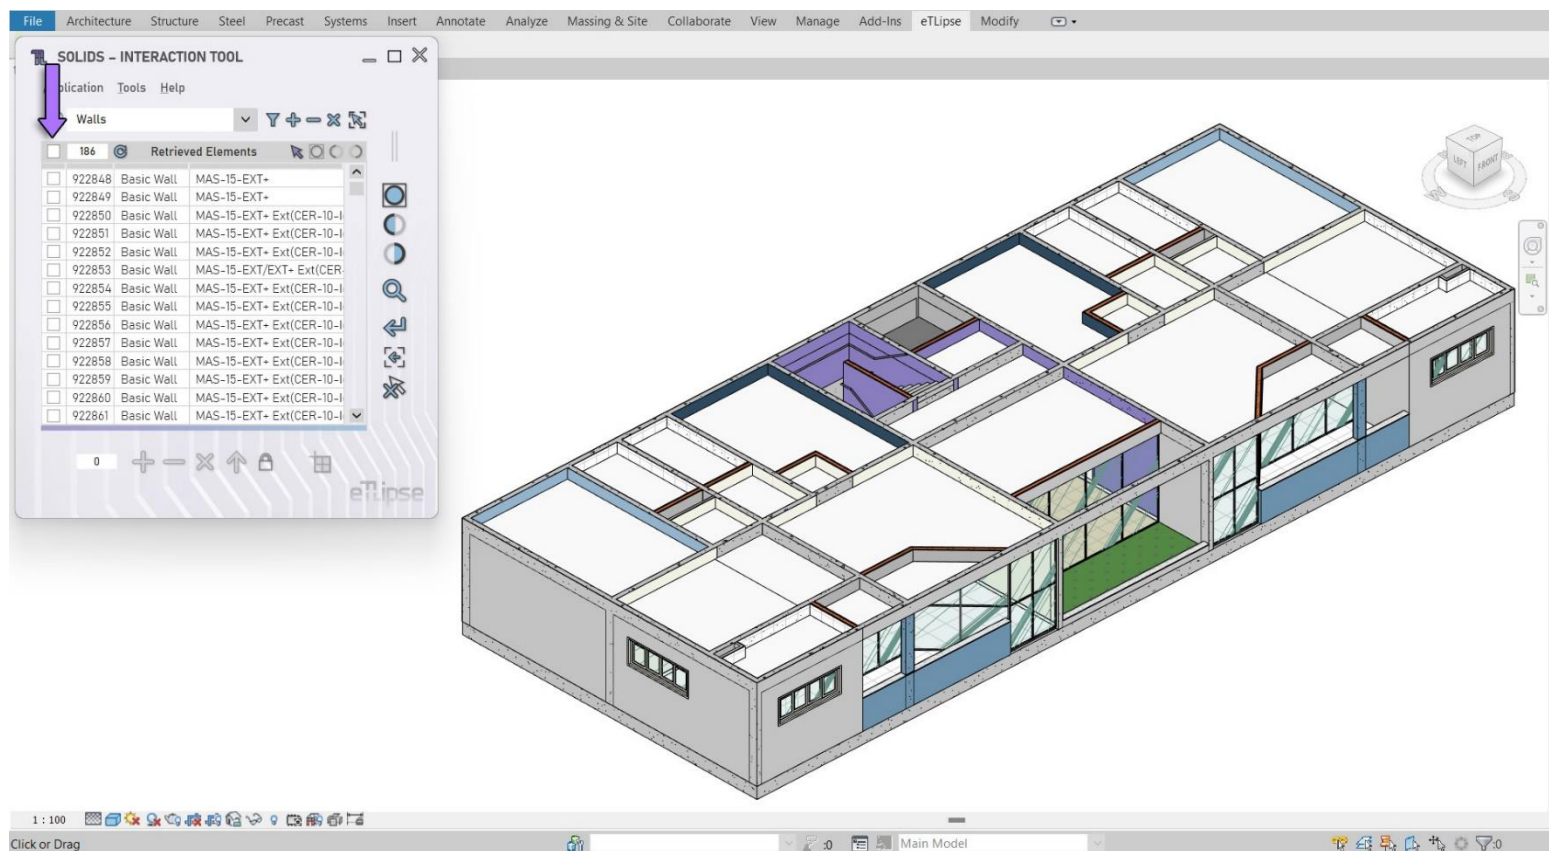 File Architecture Structure Steel Precast Systems Insert Annotate Analyze Massing & Site Collaborate View Manage Add-Ins eTLipse Modify
SOLIDS – INTERACTION TOOL
Tools Help
Walls
186 Retrieved Elements
922848 Basic Wall MAS-15-EXT+
922849 Basic Wall MAS-15-EXT+
922850 Basic Wall MAS-15-EXT+ Ext(CER-10-I
922851 Basic Wall MAS-15-EXT+ Ext(CER-10-I
922852 Basic Wall MAS-15-EXT+ Ext(CER-10-I
922853 Basic Wall MAS-15-EXT/EXT+ Ext(CER-
922854 Basic Wall MAS-15-EXT+ Ext(CER-10-I
922855 Basic Wall MAS-15-EXT+ Ext(CER-10-I
922856 Basic Wall MAS-15-EXT+ Ext(CER-10-I
922857 Basic Wall MAS-15-EXT+ Ext(CER-10-I
922858 Basic Wall MAS-15-EXT+ Ext(CER-10-I
922859 Basic Wall MAS-15-EXT+ Ext(CER-10-I
922860 Basic Wall MAS-15-EXT+ Ext(CER-10-I
922861 Basic Wall MAS-15-EXT+ Ext(CER-10-I
0
eTLipse
TOP
LEFT FRONT
1 : 100
Click or Drag :0 Main Model :0